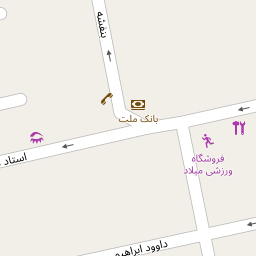 بنفشه
بانک ملت
فروشگاه
ورزشی میلاد
استاد
داوود ابراهیم